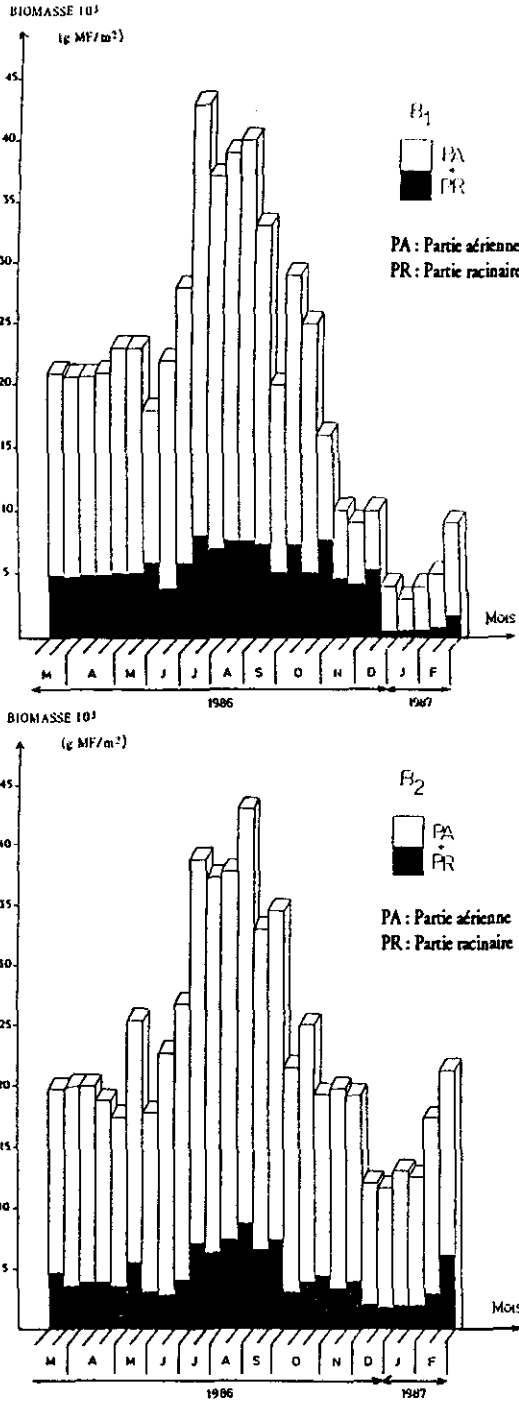 BIOMASSE 10³
(g MF/m²)
45
40
35
30
25
20
15
10
5
B1
PA
+
PR
PA : Partie aérienne
PR : Partie racinaire
Mois
M A M J J A S O N D J F
1986 1987
BIOMASSE 10³
(g MF/m²)
45
40
35
30
25
20
15
10
5
B2
PA
+
PR
PA : Partie aérienne
PR : Partie racinaire
Mois
M A M J J A S O N D J F
1986 1987